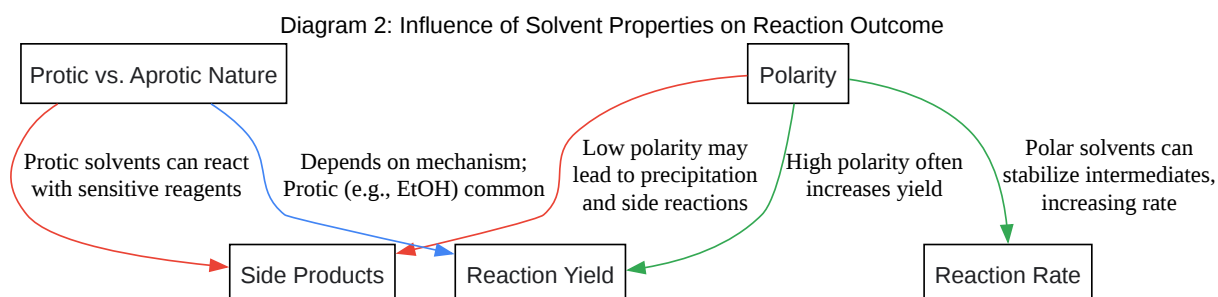 Diagram 2: Influence of Solvent Properties on Reaction Outcome
Protic vs. Aprotic Nature
Polarity
Protic solvents can react
with sensitive reagents
Depends on mechanism;
Protic (e.g., EtOH) common
Low polarity may
lead to precipitation
and side reactions
High polarity often
increases yield
Polar solvents can
stabilize intermediates,
increasing rate
Side Products
Reaction Yield
Reaction Rate